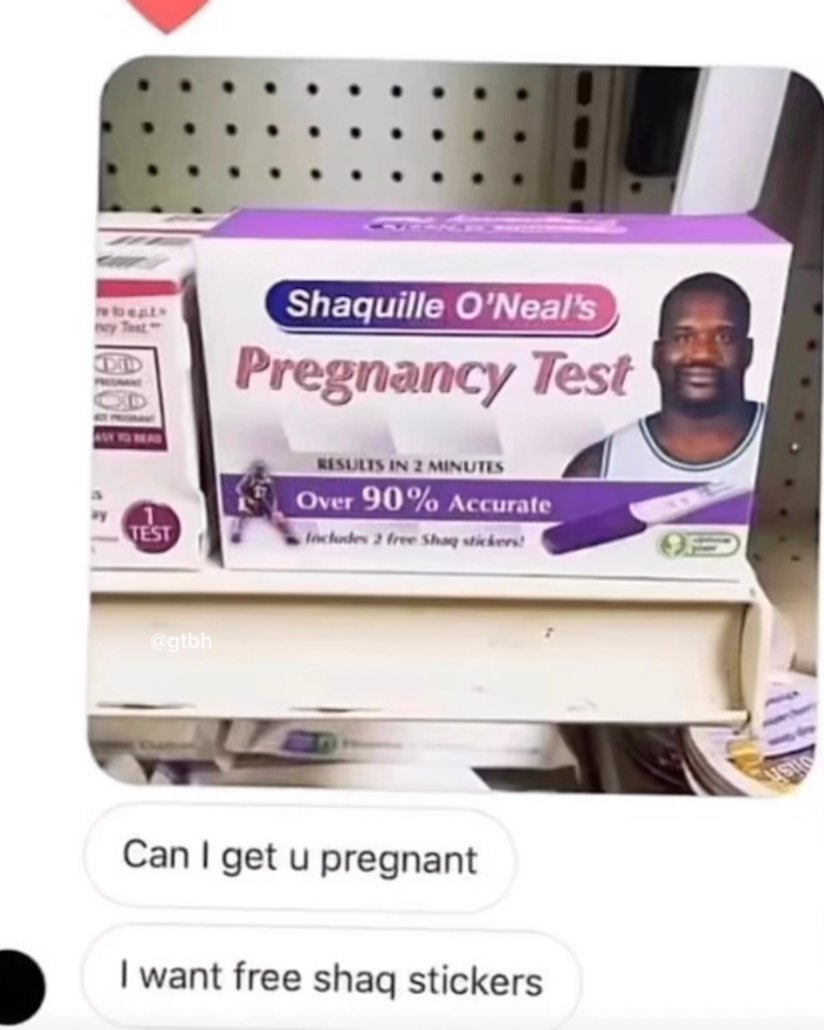 Shaquille O'Neal's
Pregnancy Test
RESULTS IN 2 MINUTES
Over 90% Accurate
Includes 2 free Shaq stickers!
1
TEST
@gtbh
Can I get u pregnant
I want free shaq stickers